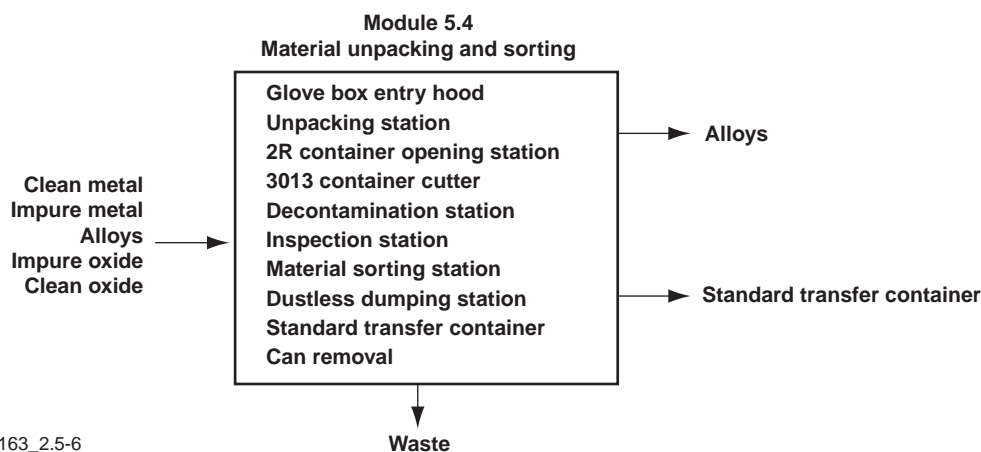 Module 5.4
Material unpacking and sorting
Clean metal
Impure metal
Alloys
Impure oxide
Clean oxide
Glove box entry hood
Unpacking station
2R container opening station
3013 container cutter
Decontamination station
Inspection station
Material sorting station
Dustless dumping station
Standard transfer container
Can removal
Alloys
Standard transfer container
Waste
163_2.5-6